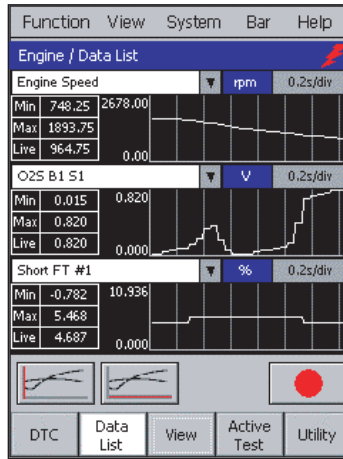 Function View System Bar Help
Engine / Data List
Engine Speed rpm 0.2s/div
Min 748.25 2678.00
Max 1893.75
Live 964.75 0.00
O2S B1 S1 V 0.2s/div
Min 0.015 0.820
Max 0.820
Live 0.820 0.000
Short FT #1 % 0.2s/div
Min -0.782 10.936
Max 5.468
Live 4.687 0.000
DTC Data List View Active Test Utility